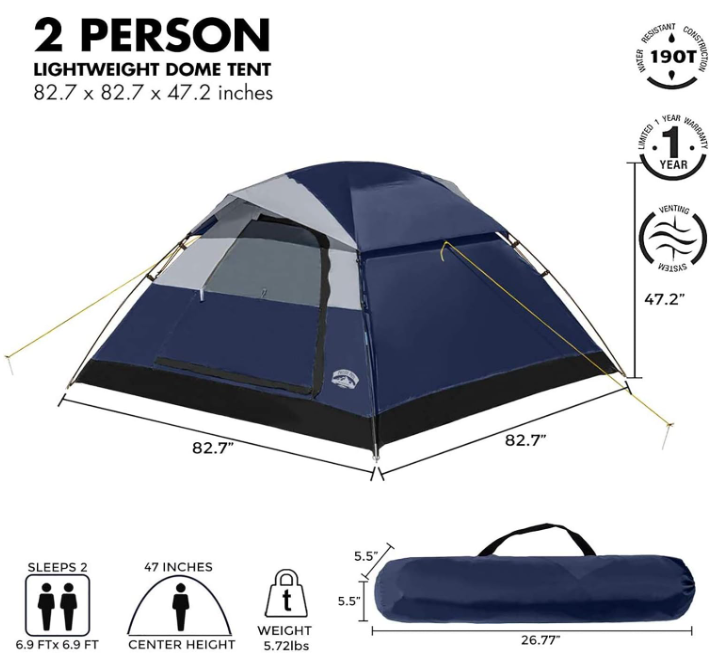 2 PERSON
LIGHTWEIGHT DOME TENT
82.7 x 82.7 x 47.2 inches
WATER RESISTANT CONSTRUCTION
190T
LIMITED 1 YEAR WARRANTY
1
YEAR
VENTING
SYSTEM
47.2"
82.7"
82.7"
SLEEPS 2
6.9 FTx 6.9 FT
47 INCHES
CENTER HEIGHT
t
WEIGHT
5.72lbs
5.5"
5.5"
26.77"